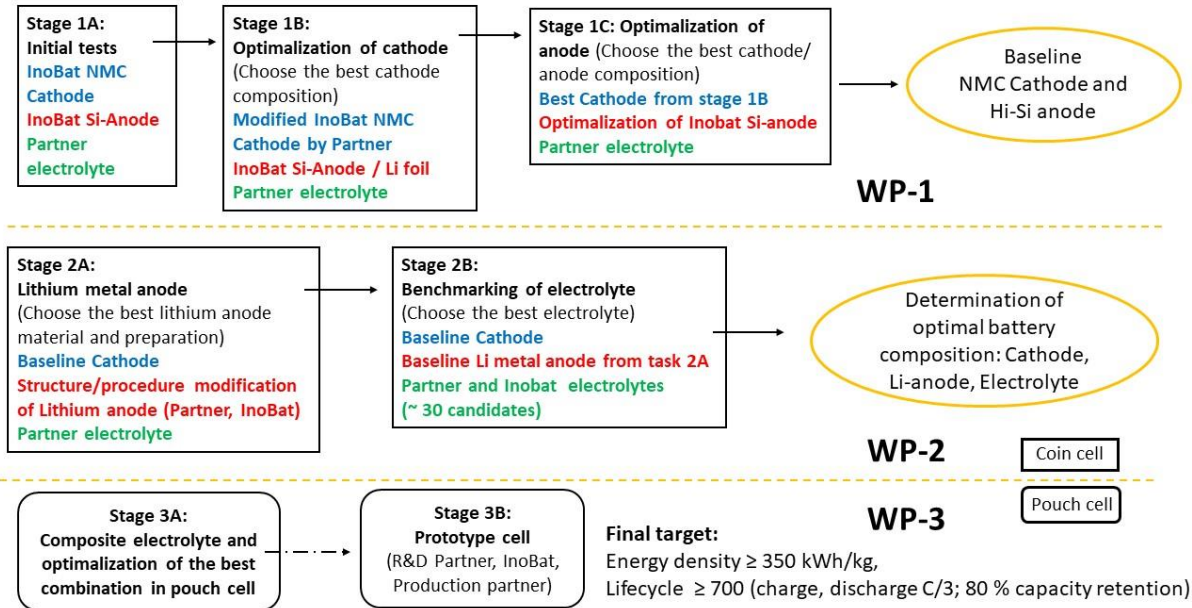 Stage 1A:
Initial tests
InoBat NMC
Cathode
InoBat Si-Anode
Partner
electrolyte
Stage 1B:
Optimalization of cathode
(Choose the best cathode
composition)
Modified InoBat NMC
Cathode by Partner
InoBat Si-Anode / Li foil
Partner electrolyte
Stage 1C: Optimalization of
anode (Choose the best cathode/
anode composition)
Best Cathode from stage 1B
Optimalization of Inobat Si-anode
Partner electrolyte
Baseline
NMC Cathode and
Hi-Si anode
WP-1
Stage 2A:
Lithium metal anode
(Choose the best lithium anode
material and preparation)
Baseline Cathode
Structure/procedure modification
of Lithium anode (Partner, InoBat)
Partner electrolyte
Stage 2B:
Benchmarking of electrolyte
(Choose the best electrolyte)
Baseline Cathode
Baseline Li metal anode from task 2A
Partner and Inobat electrolytes
(~ 30 candidates)
Determination of
optimal battery
composition: Cathode,
Li-anode, Electrolyte
WP-2
Coin cell
Pouch cell
WP-3
Stage 3A:
Composite electrolyte and
optimalization of the best
combination in pouch cell
Stage 3B:
Prototype cell
(R&D Partner, InoBat,
Production partner)
Final target:
Energy density ≥ 350 kWh/kg,
Lifecycle ≥ 700 (charge, discharge C/3; 80 % capacity retention)